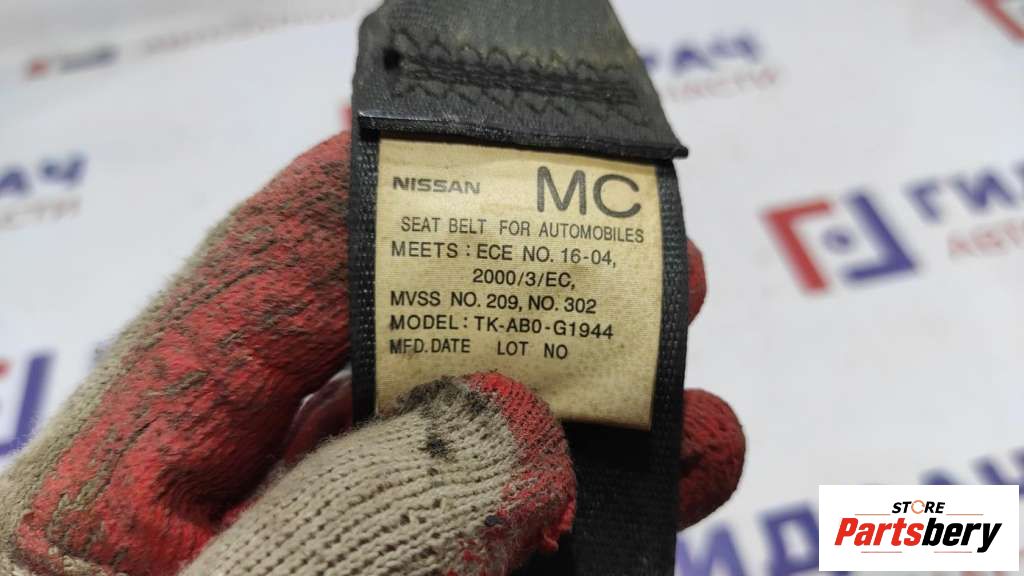 NISSAN MC
SEAT BELT FOR AUTOMOBILES
MEETS : ECE NO. 16-04,
2000/3/EC,
MVSS NO. 209, NO. 302
MODEL: TK-AB0-G1944
MFD.DATE LOT NO
STORE
Partsbery